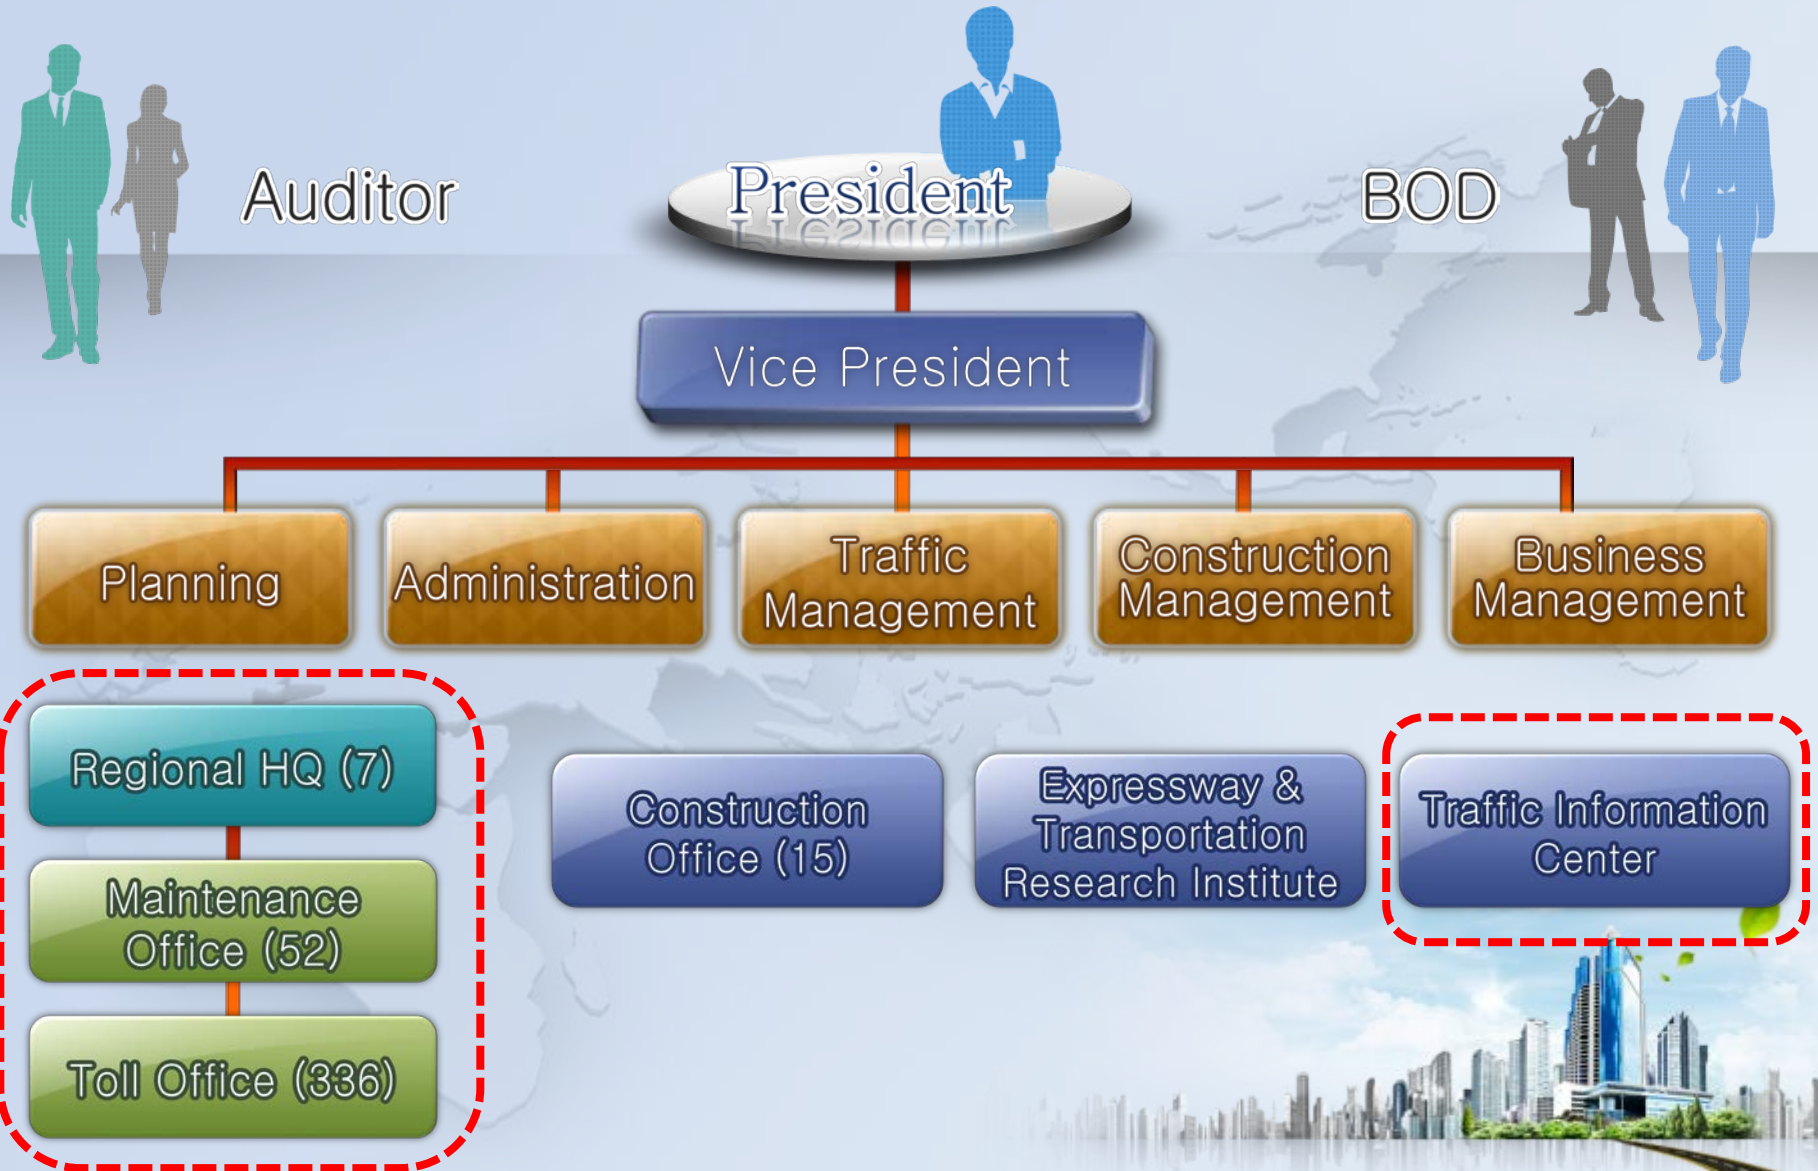 Auditor
President
BOD
Vice President
Planning
Administration
Traffic
Management
Construction
Management
Business
Management
Regional HQ (7)
Maintenance
Office (52)
Toll Office (336)
Construction
Office (15)
Expressway &
Transportation
Research Institute
Traffic Information
Center